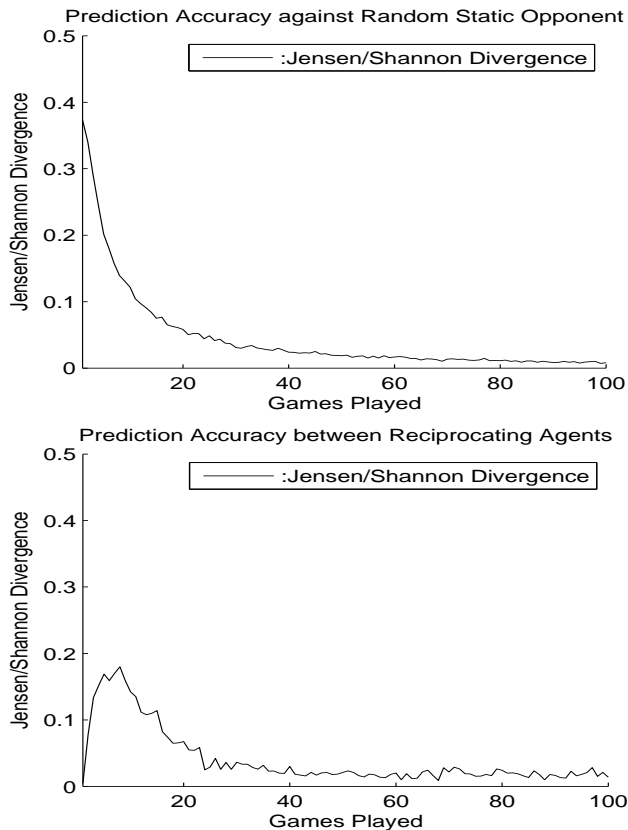 Prediction Accuracy against Random Static Opponent
0.5
:Jensen/Shannon Divergence
0.4
0.3
0.2
0.1
0
Jensen/Shannon Divergence
20 40 60 80 100
Games Played
Prediction Accuracy between Reciprocating Agents
0.5
:Jensen/Shannon Divergence
0.4
0.3
0.2
0.1
0
Jensen/Shannon Divergence
20 40 60 80 100
Games Played